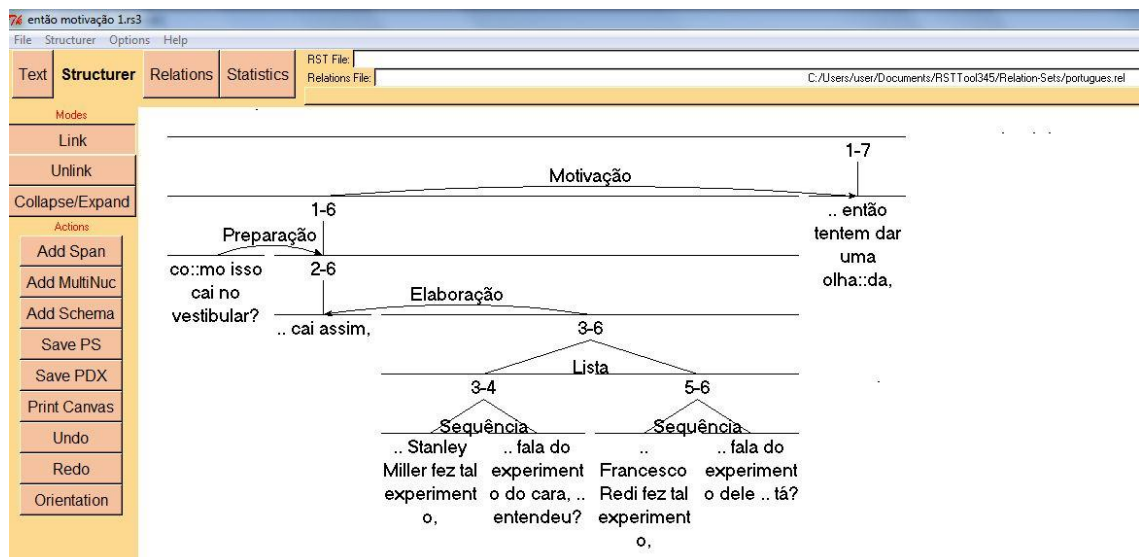 então motivação 1.rs3
File Structurer Options Help
Text Structurer Relations Statistics
RST File:
Relations File: C:/Users/user/Documents/RSTTool345/Relation-Sets/portugues.rel
Modes
Link
Unlink
Collapse/Expand
Actions
Add Span
Add MultiNuc
Add Schema
Save PS
Save PDX
Print Canvas
Undo
Redo
Orientation
1-7
Motivação
1-6
.. então
tentem dar
uma
olha::da,
Preparação
co::mo isso
cai no
vestibular?
2-6
Elaboração
.. cai assim,
3-6
Lista
3-4
5-6
Sequência
Sequência
.. Stanley
Miller fez tal
experiment
o,
.. fala do
experiment
o do cara, ..
entendeu?
..
Francesco
Redi fez tal
experiment
o,
.. fala do
experiment
o dele .. tá?